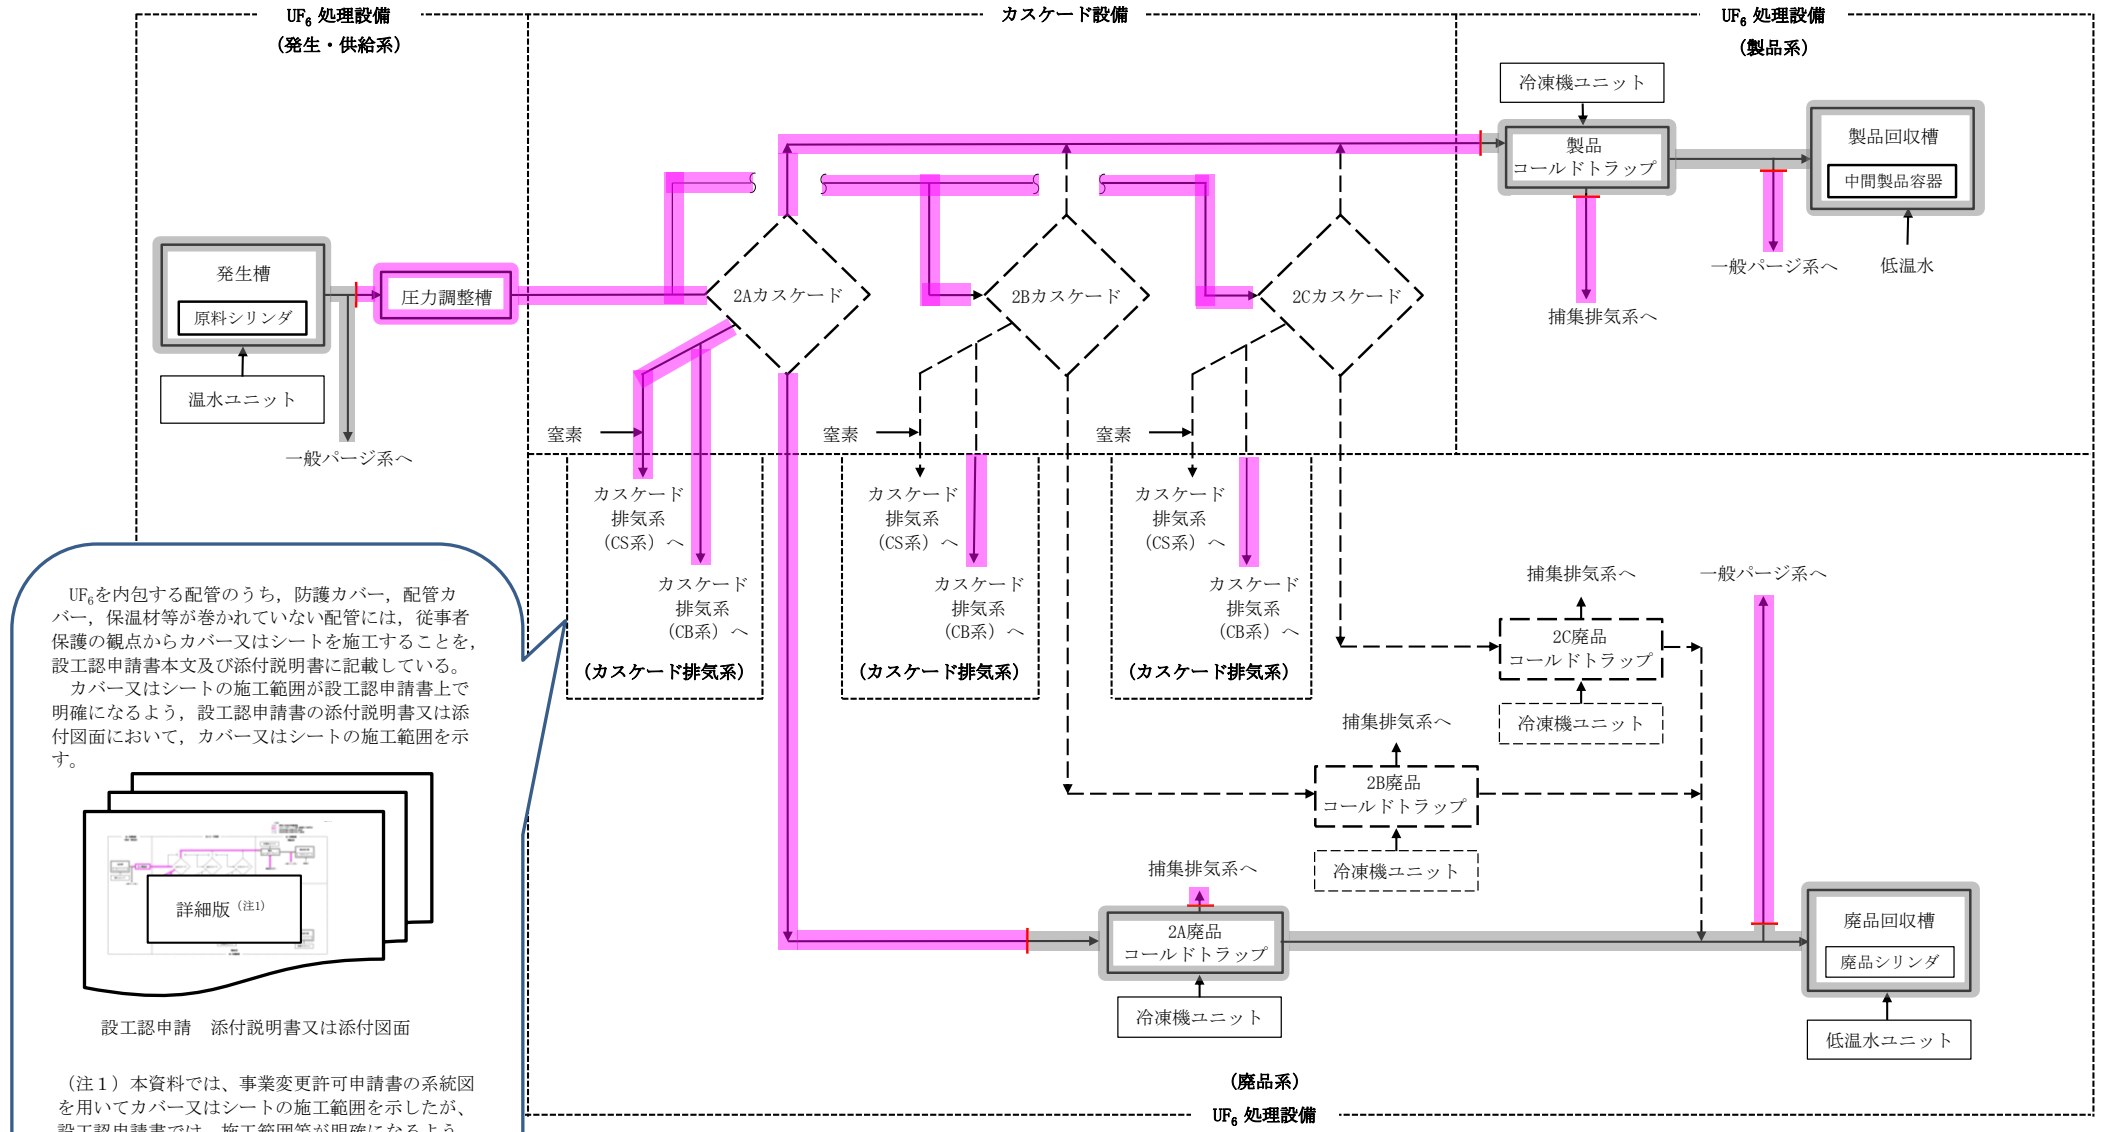 UF₆ 処理設備
(発生・供給系)
カスケード設備
UF₆ 処理設備
(製品系)
冷凍機ユニット
製品
コールドトラップ
製品回収槽
中間製品容器
一般パージ系へ
低温水
捕集排気系へ
発生槽
原料シリンダ
温水ユニット
圧力調整槽
一般パージ系へ
2Aカスケード
2Bカスケード
2Cカスケード
窒素
窒素
窒素
カスケード
排気系
(CS系) へ
カスケード
排気系
(CB系) へ
(カスケード排気系)
カスケード
排気系
(CS系) へ
カスケード
排気系
(CB系) へ
(カスケード排気系)
カスケード
排気系
(CS系) へ
カスケード
排気系
(CB系) へ
(カスケード排気系)
捕集排気系へ
一般パージ系へ
2C廃品
コールドトラップ
冷凍機ユニット
捕集排気系へ
2B廃品
コールドトラップ
冷凍機ユニット
捕集排気系へ
2A廃品
コールドトラップ
冷凍機ユニット
廃品回収槽
廃品シリンダ
低温水ユニット
(廃品系)
UF₆ 処理設備
UF₆を内包する配管のうち，防護カバー，配管カ
バー，保温材等が巻かれていない配管には，従事者
保護の観点からカバー又はシートを施工することを，
設工認申請書本文及び添付説明書に記載している。
カバー又はシートの施工範囲が設工認申請書上で
明確になるよう，設工認申請書の添付説明書又は添
付図面において，カバー又はシートの施工範囲を示
す。
詳細版（注1）
設工認申請　添付説明書又は添付図面
（注１）本資料では、事業変更許可申請書の系統図
を用いてカバー又はシートの施工範囲を示したが、
設工認申請書では、施工範囲等が明確になるよう